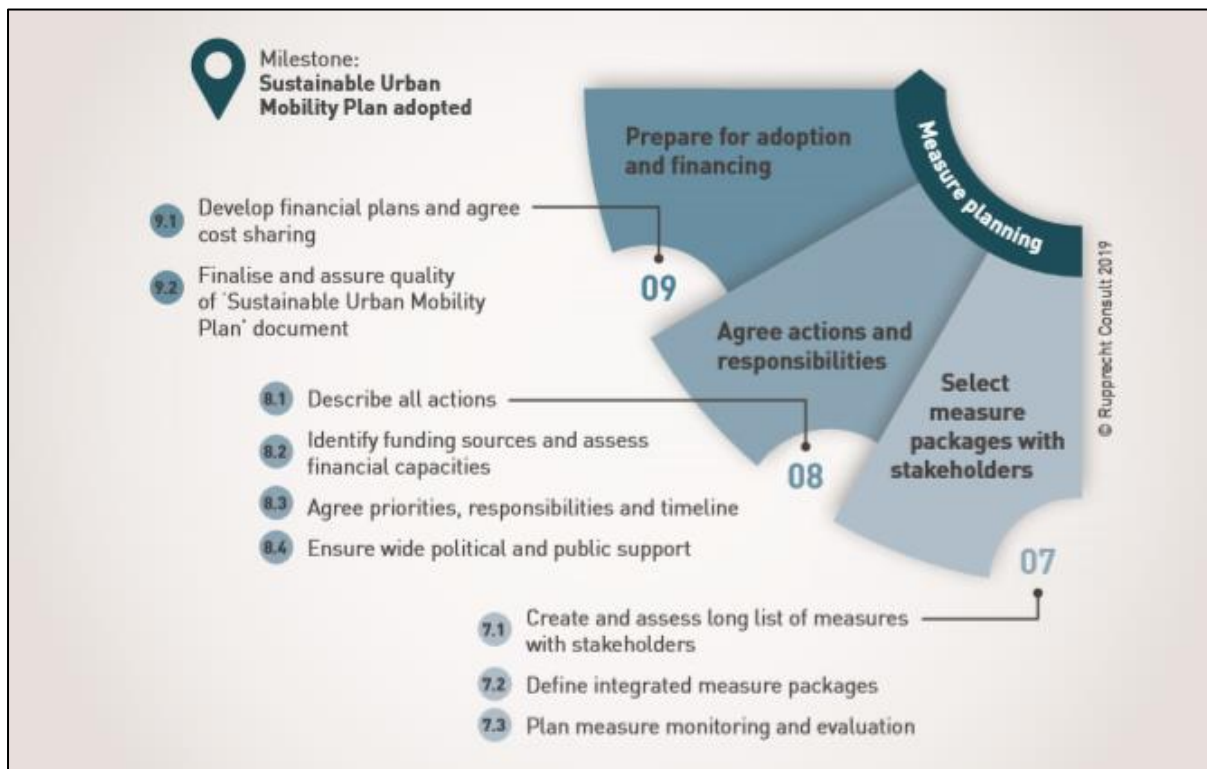 Milestone:
Sustainable Urban
Mobility Plan adopted
Prepare for adoption
and financing
Measure planning
9.1 Develop financial plans and agree
cost sharing
9.2 Finalise and assure quality
of ‘Sustainable Urban Mobility
Plan’ document
09
Agree actions and
responsibilities
8.1 Describe all actions
8.2 Identify funding sources and assess
financial capacities
8.3 Agree priorities, responsibilities and timeline
8.4 Ensure wide political and public support
08
Select
measure
packages with
stakeholders
07
7.1 Create and assess long list of measures
with stakeholders
7.2 Define integrated measure packages
7.3 Plan measure monitoring and evaluation
© Rupprecht Consult 2019